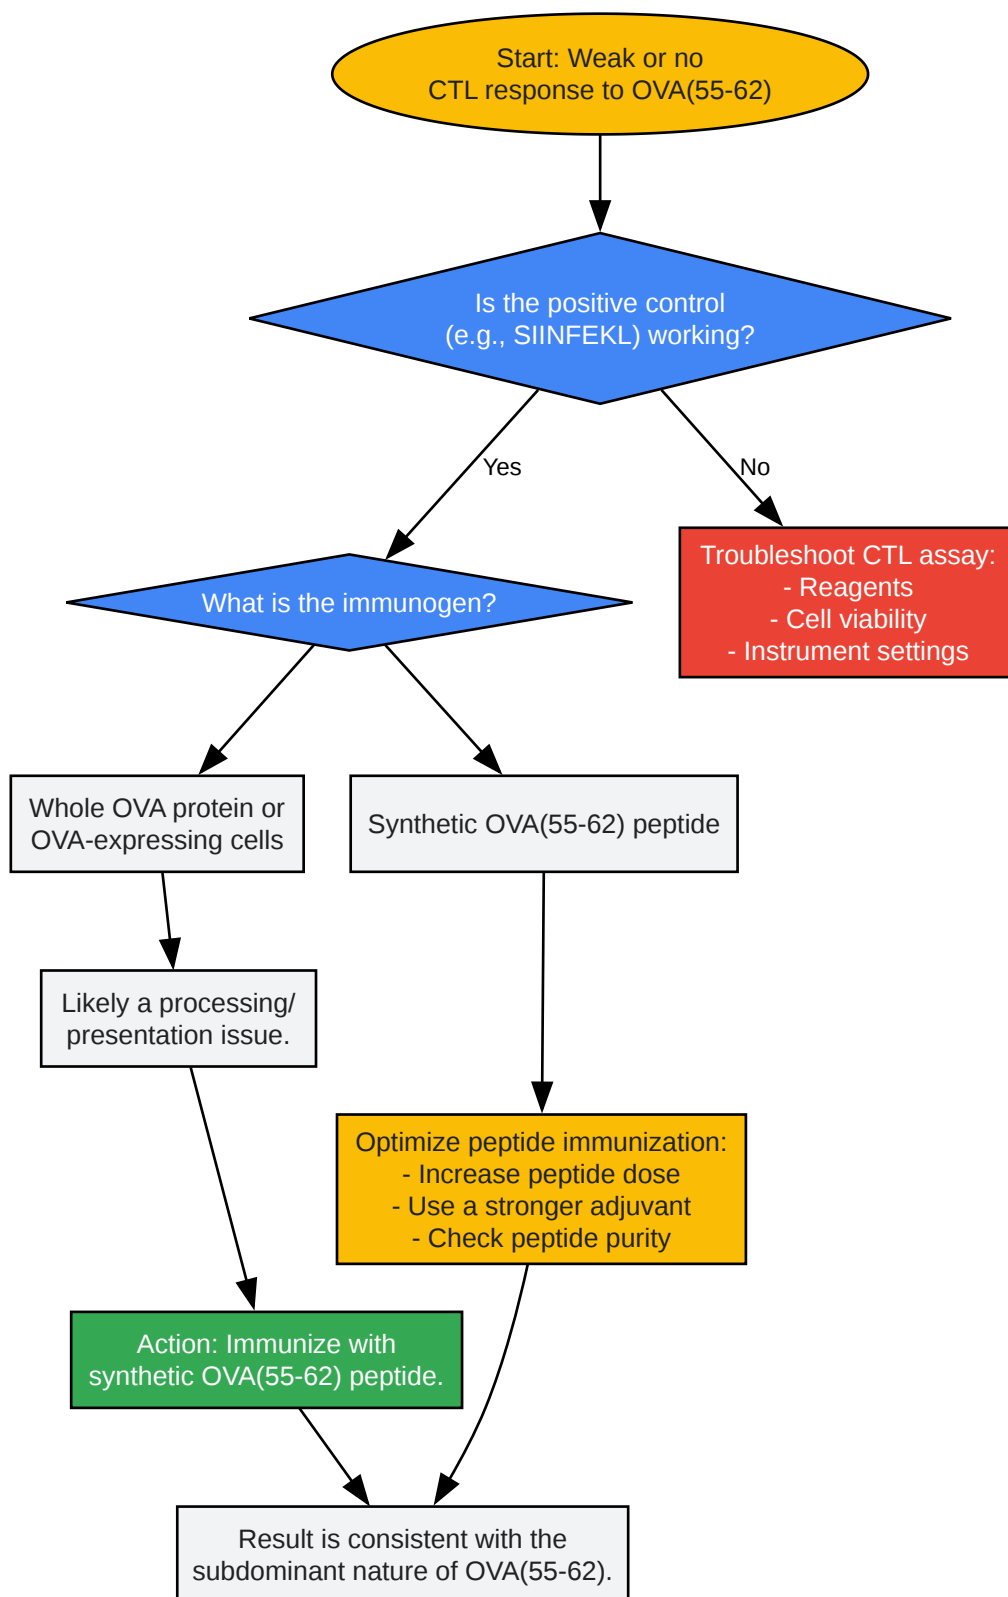 Start: Weak or no
CTL response to OVA(55-62)
Is the positive control
(e.g., SIINFEKL) working?
Yes
No
What is the immunogen?
Troubleshoot CTL assay:
- Reagents
- Cell viability
- Instrument settings
Whole OVA protein or
OVA-expressing cells
Synthetic OVA(55-62) peptide
Likely a processing/
presentation issue.
Optimize peptide immunization:
- Increase peptide dose
- Use a stronger adjuvant
- Check peptide purity
Action: Immunize with
synthetic OVA(55-62) peptide.
Result is consistent with the
subdominant nature of OVA(55-62).